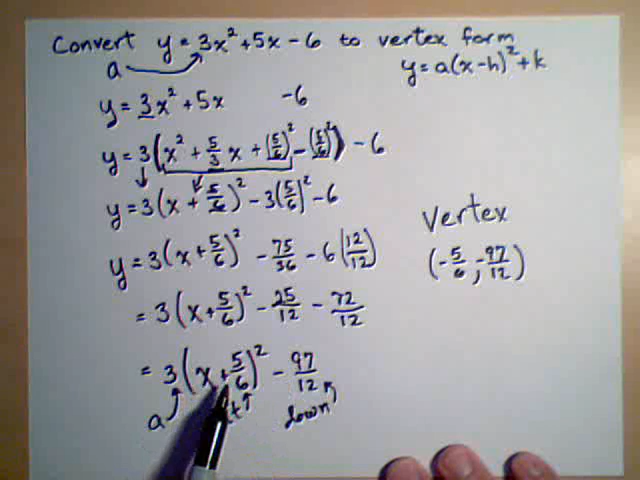 Convert y = 3x² + 5x - 6 to vertex form
a
y = a(x-h)² + k
y = 3x² + 5x - 6
y = 3(x² + 5/3 x + (5/6)² - (5/6)²) - 6
y = 3(x + 5/6)² - 3(5/6)² - 6
Vertex
y = 3(x + 5/6)² - 75/36 - 6(12/12)
(-5/6, -97/12)
= 3(x + 5/6)² - 25/12 - 72/12
= 3(x + 5/6)² - 97/12
a
down